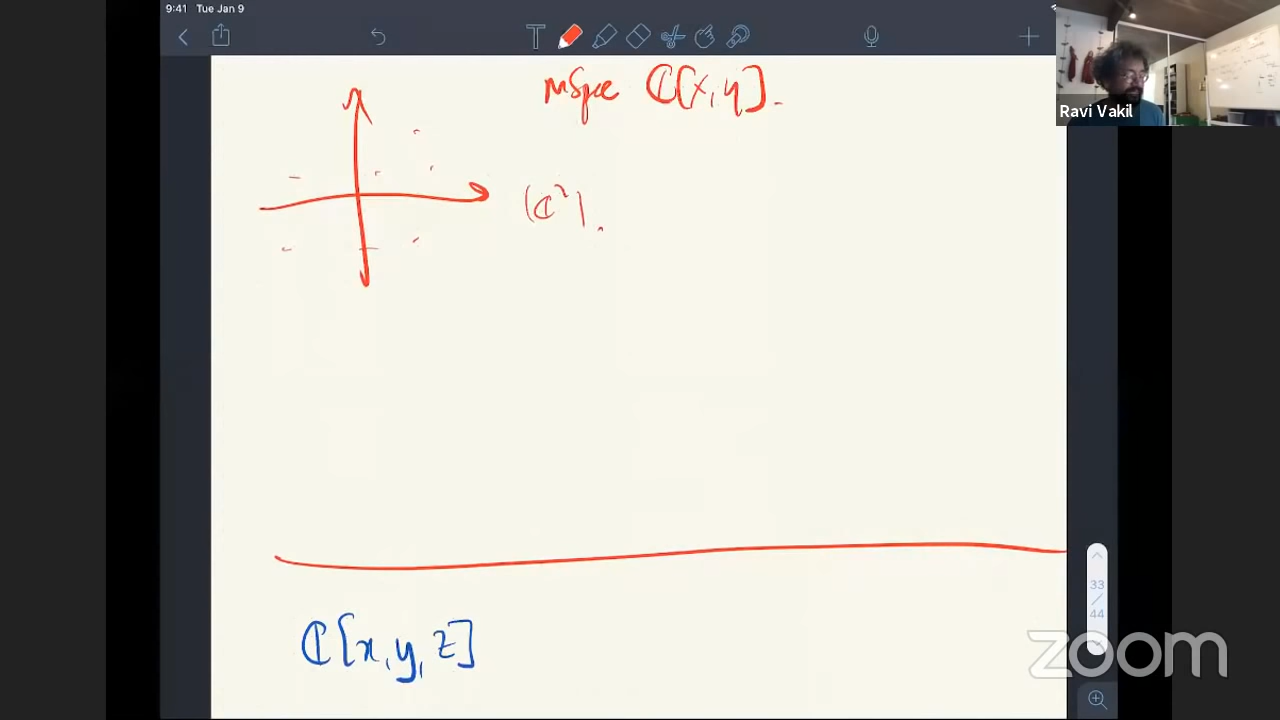 9:41 Tue Jan 9
mSpec ℂ[x,y].
Ravi Vakil
(ℂ²).
33
/
44
ℂ[x,y,z]
zoom